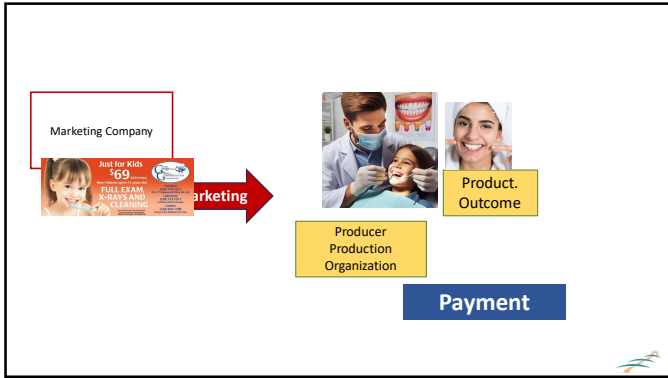 Marketing Company
Just for Kids
$69
FULL EXAM,
X-RAYS AND
CLEANING
arketing
Product.
Outcome
Producer
Production
Organization
Payment